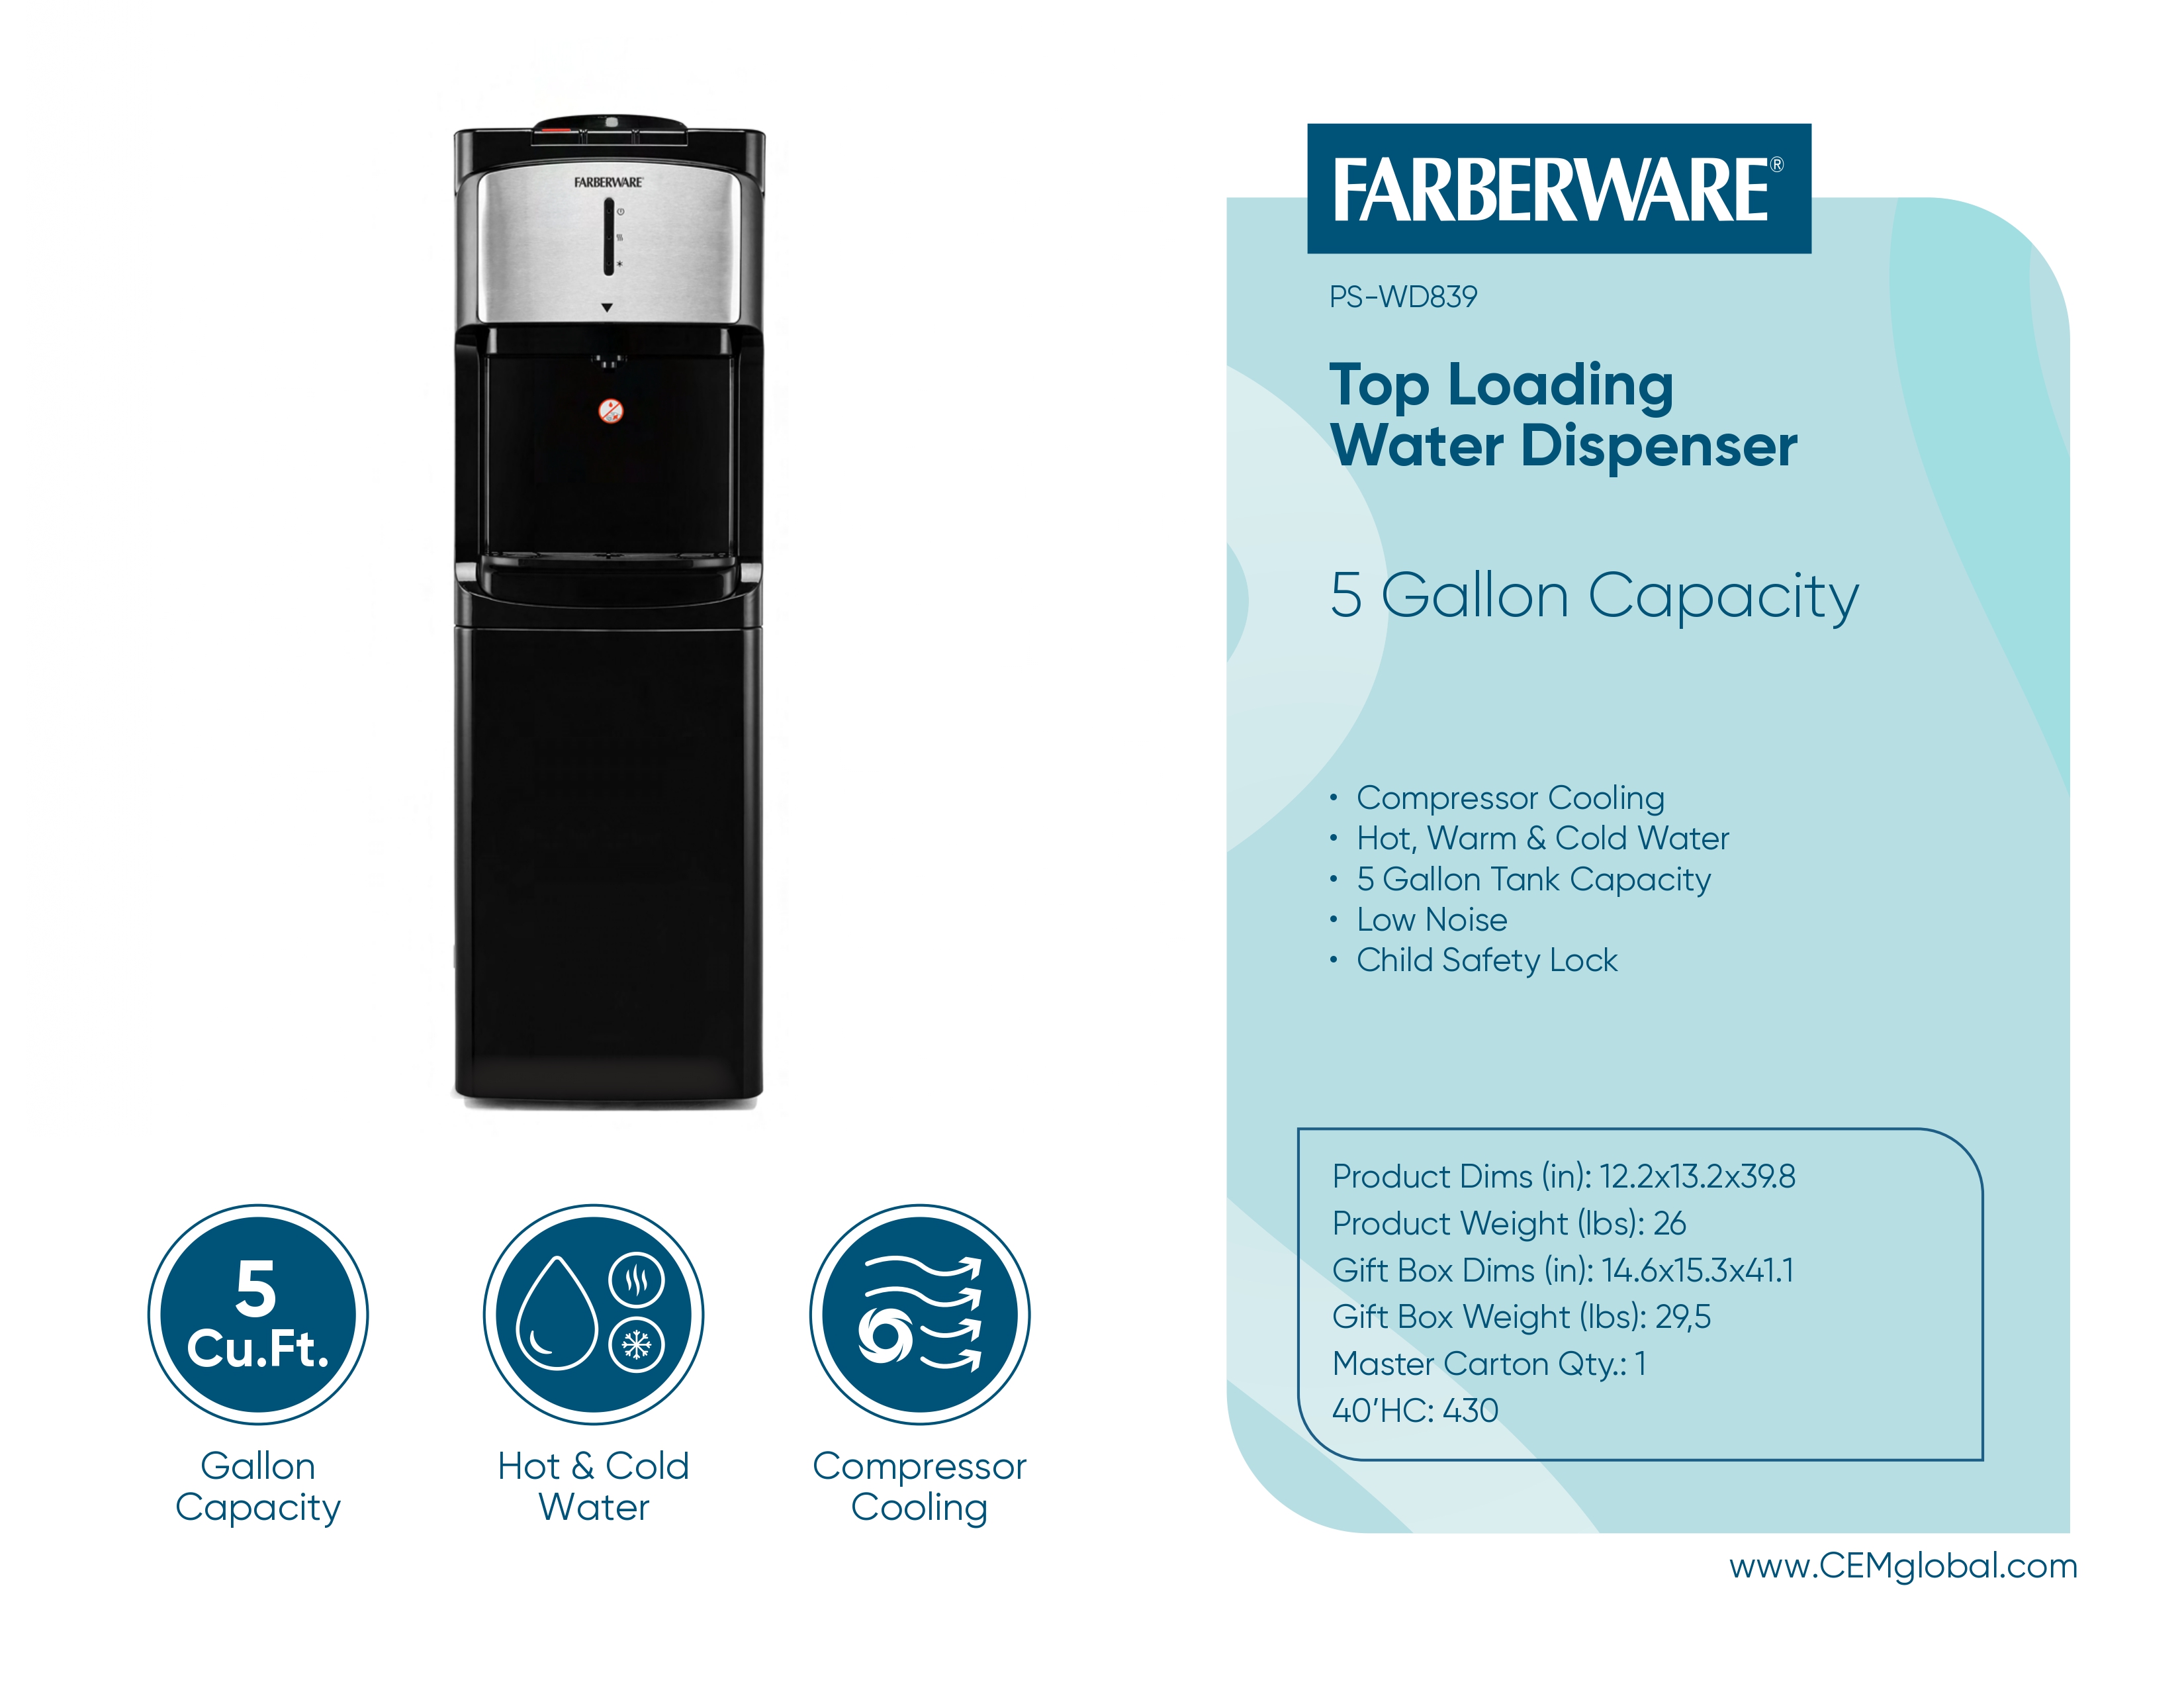 FARBERWARE
FARBERWARE®
PS-WD839
Top Loading
Water Dispenser
5 Gallon Capacity
• Compressor Cooling
• Hot, Warm & Cold Water
• 5 Gallon Tank Capacity
• Low Noise
• Child Safety Lock
Product Dims (in): 12.2x13.2x39.8
Product Weight (lbs): 26
Gift Box Dims (in): 14.6x15.3x41.1
Gift Box Weight (lbs): 29,5
Master Carton Qty.: 1
40'HC: 430
5
Cu.Ft.
Gallon
Capacity
Hot & Cold
Water
Compressor
Cooling
www.CEMglobal.com